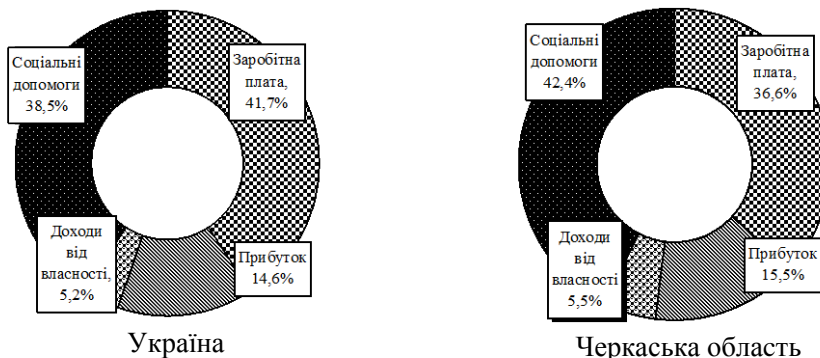 Соціальні
допомоги
38,5%
Заробітна
плата,
41,7%
Доходи
від
власності,
5,2%
Прибуток
14,6%
Україна
Соціальні
допомоги
42,4%
Заробітна
плата,
36,6%
Доходи
від
власності
5,5%
Прибуток
15,5%
Черкаська область